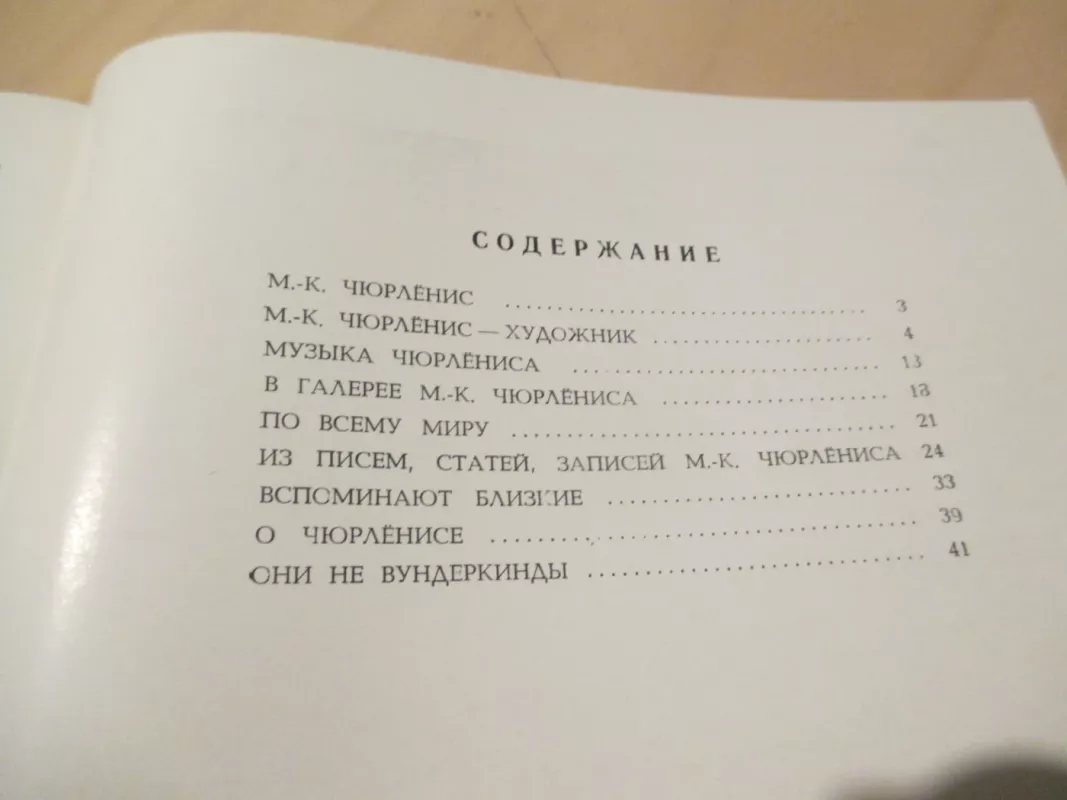 СОДЕРЖАНИЕ
М.-К. ЧЮРЛЁНИС ........................................ 3
М.-К. ЧЮРЛЁНИС — ХУДОЖНИК ........................ 4
МУЗЫКА ЧЮРЛЁНИСА ................................ 13
В ГАЛЕРЕЕ М.-К. ЧЮРЛЁНИСА ........................ 18
ПО ВСЕМУ МИРУ ........................................ 21
ИЗ ПИСЕМ, СТАТЕЙ, ЗАПИСЕЙ М.-К. ЧЮРЛЁНИСА 24
ВСПОМИНАЮТ БЛИЗКИЕ ................................ 33
О ЧЮРЛЁНИСЕ ........................................ 39
ОНИ НЕ ВУНДЕРКИНДЫ ................................ 41